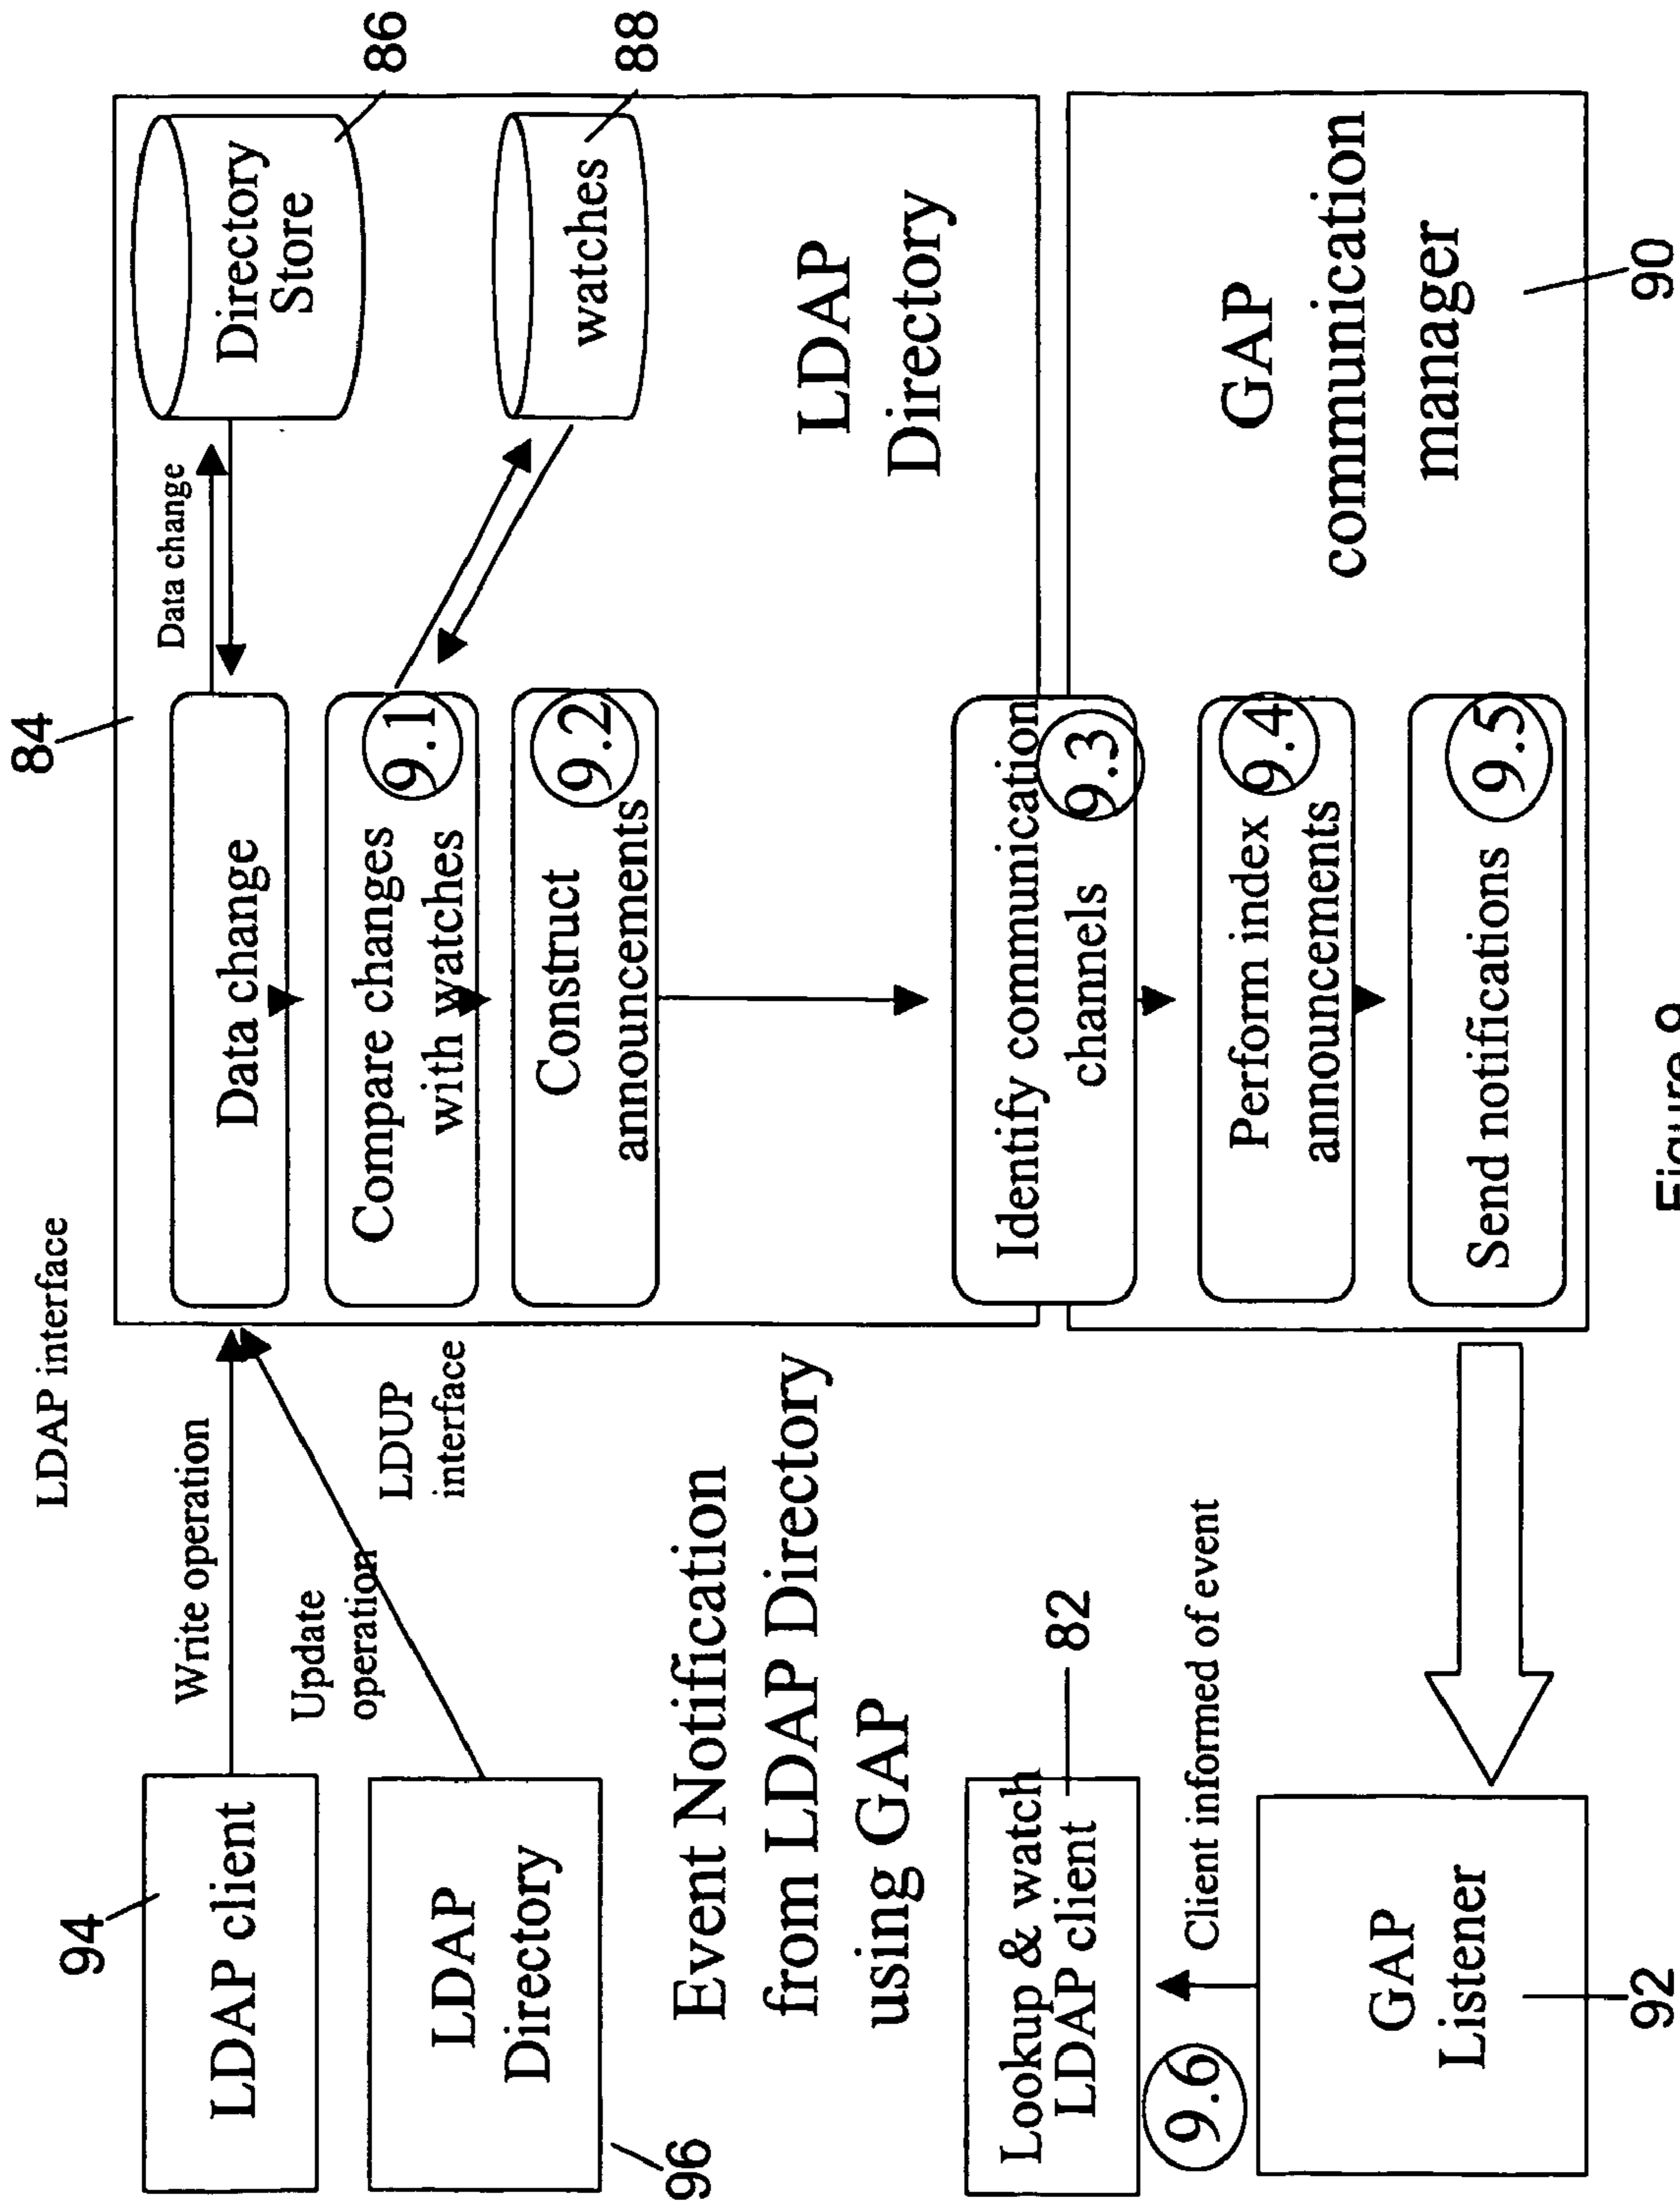 84
LDAP interface
94
LDAP client
Write operation
Data change
Data change
Directory
Store
86
Update
operation
LDAP
Directory
96
LDUP
interface
Compare changes
with watches
9.1
watches
88
Construct
announcements
9.2
Event Notification
from LDAP Directory
using GAP
LDAP
Directory
Lookup & watch
LDAP client
82
Identify communication
channels
9.3
9.6
Client informed of event
Perform index
announcements
9.4
GAP
communication
manager
90
GAP
Listener
92
Send notifications
9.5
Figure 9